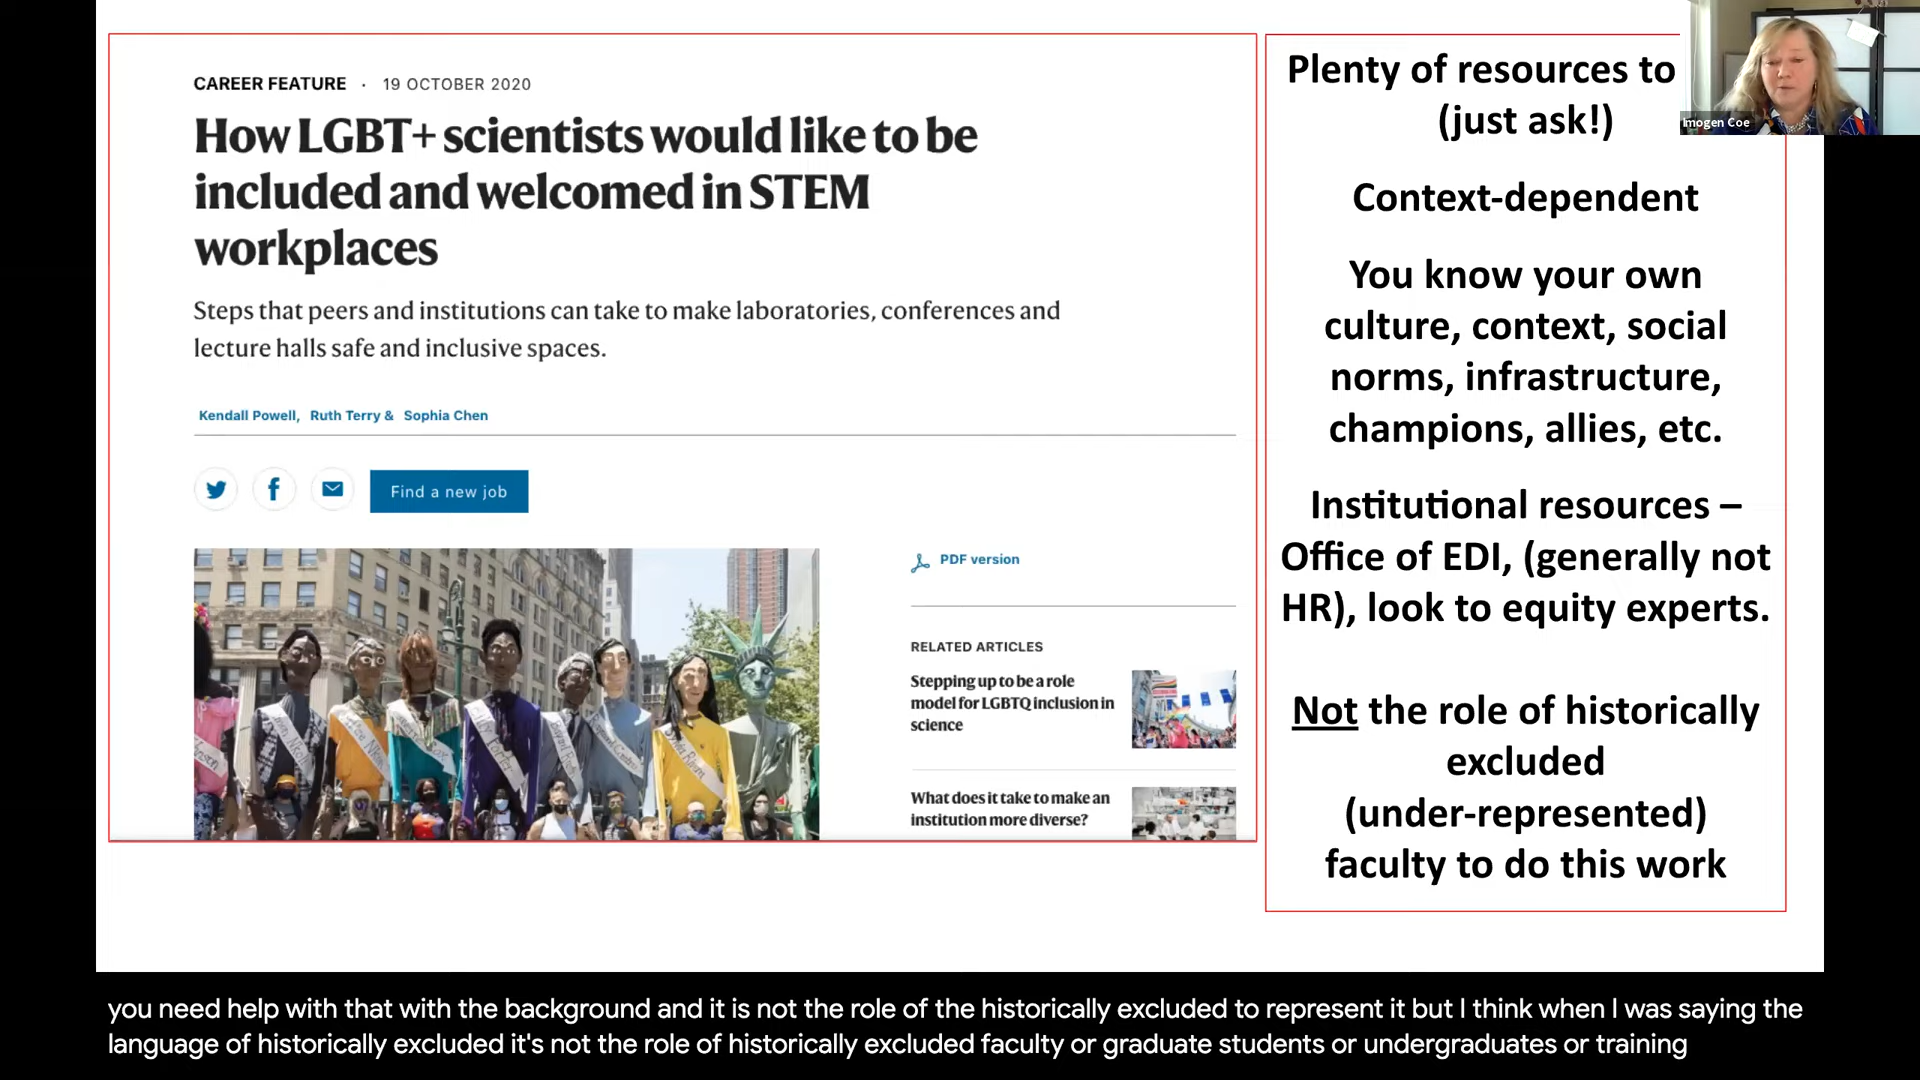 CAREER FEATURE · 19 OCTOBER 2020
How LGBT+ scientists would like to be
included and welcomed in STEM
workplaces
Steps that peers and institutions can take to make laboratories, conferences and
lecture halls safe and inclusive spaces.
Kendall Powell, Ruth Terry & Sophia Chen
Find a new job
PDF version
RELATED ARTICLES
Stepping up to be a role
model for LGBTQ inclusion in
science
What does it take to make an
institution more diverse?
Plenty of resources to
(just ask!)
Context-dependent
You know your own
culture, context, social
norms, infrastructure,
champions, allies, etc.
Institutional resources –
Office of EDI, (generally not
HR), look to equity experts.
Not the role of historically
excluded
(under-represented)
faculty to do this work
Imogen Coe
you need help with that with the background and it is not the role of the historically excluded to represent it but I think when I was saying the
language of historically excluded it's not the role of historically excluded faculty or graduate students or undergraduates or training